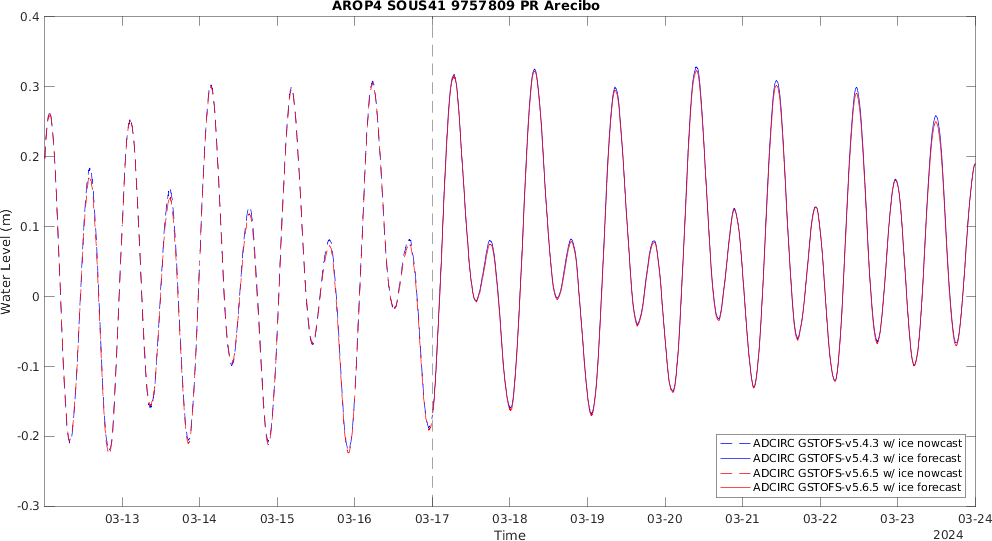 AROP4 SOUS41 9757809 PR Arecibo
0.4
0.3
0.2
0.1
0
-0.1
-0.2
-0.3
Water Level (m)
ADCIRC GSTOFS-v5.4.3 w/ ice nowcast
ADCIRC GSTOFS-v5.4.3 w/ ice forecast
ADCIRC GSTOFS-v5.6.5 w/ ice nowcast
ADCIRC GSTOFS-v5.6.5 w/ ice forecast
03-13 03-14 03-15 03-16 03-17 03-18 03-19 03-20 03-21 03-22 03-23 03-24
Time
2024